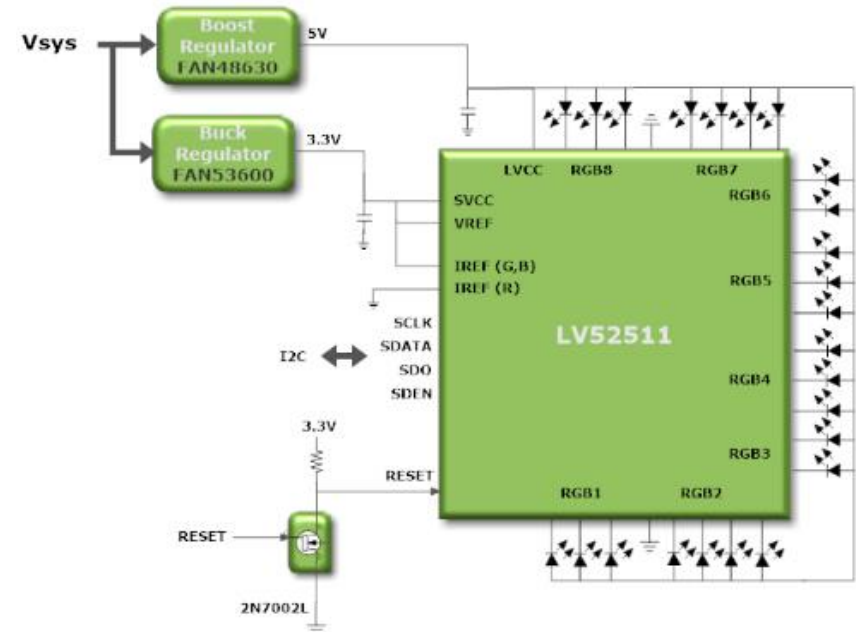 Boost
Regulator
FAN48630
5V
Vsys
Buck
Regulator
FAN53600
3.3V
LVCC RGB8 RGB7
RGB6
SVCC
VREF
IREF (G,B)
IREF (R)
RGB5
SCLK
LV52511
SDATA
I2C
SDO
RGB4
SDEN
3.3V
RGB3
RESET
RGB1 RGB2
RESET
2N7002L